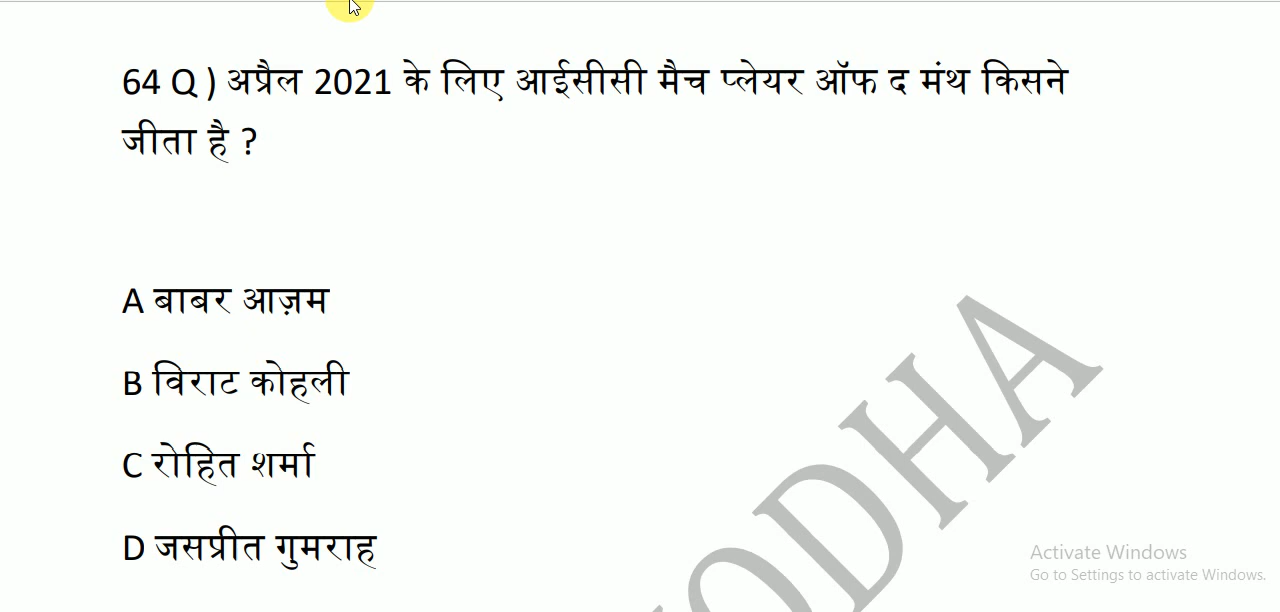 64 Q ) अप्रैल 2021 के लिए आईसीसी मैच प्लेयर ऑफ द मंथ किसने
जीता है ?
A बाबर आज़म
B विराट कोहली
C रोहित शर्मा
D जसप्रीत गुमराह
ODHA
Activate Windows
Go to Settings to activate Windows.